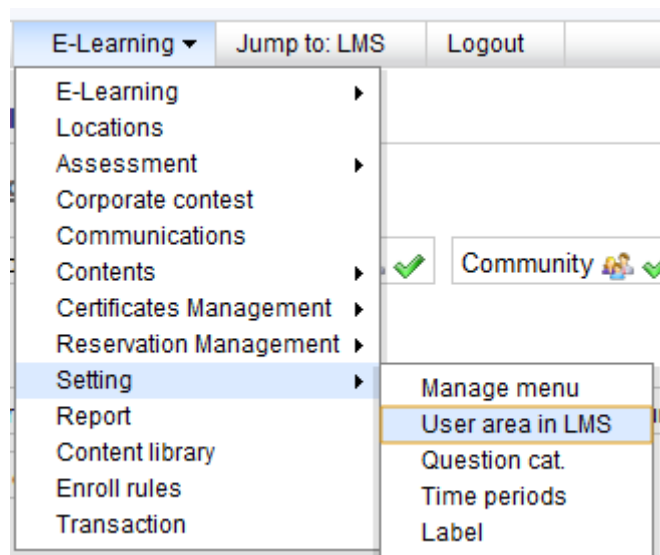 E-Learning Jump to: LMS Logout
E-Learning
Locations
Assessment
Corporate contest
Communications
Contents
Community
Certificates Management
Reservation Management
Setting
Manage menu
Report
User area in LMS
Content library
Question cat.
Enroll rules
Time periods
Transaction
Label